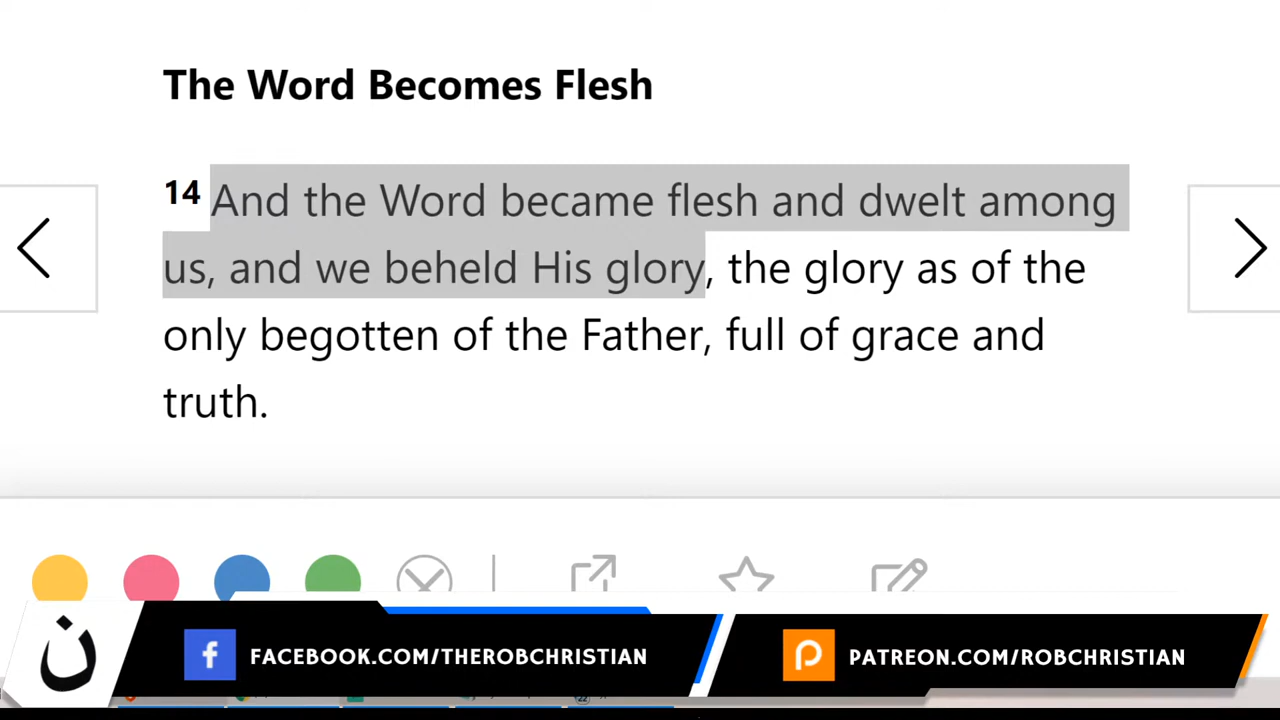 The Word Becomes Flesh
14 And the Word became flesh and dwelt among
us, and we beheld His glory, the glory as of the
only begotten of the Father, full of grace and
truth.
ن
FACEBOOK.COM/THEROBCHRISTIAN
PATREON.COM/ROBCHRISTIAN